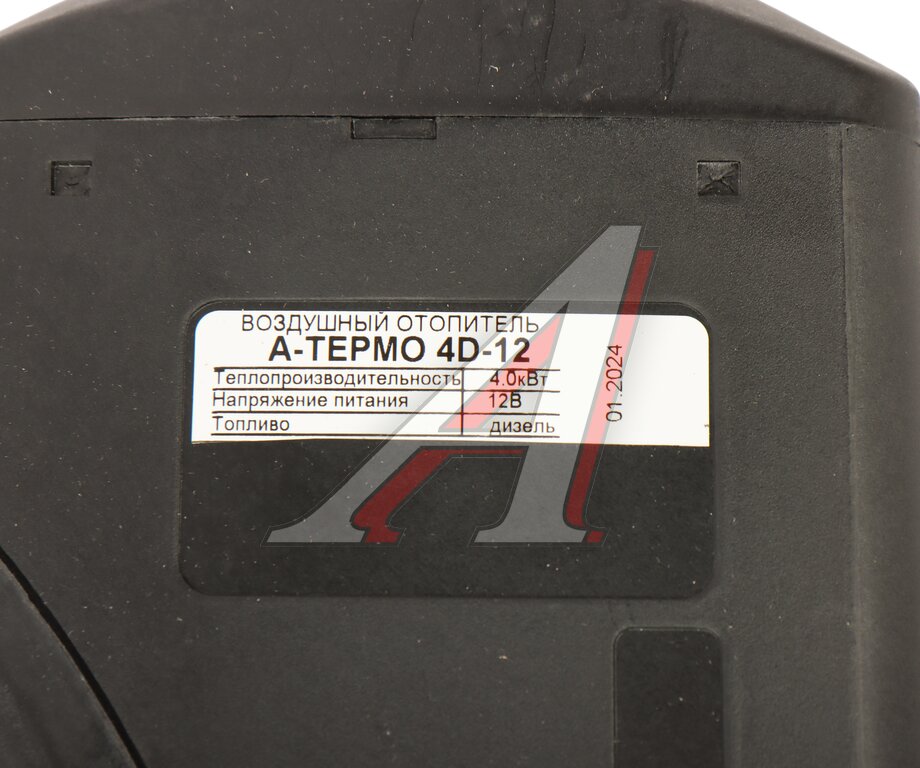 ВОЗДУШНЫЙ ОТОПИТЕЛЬ
А-ТЕРМО 4D-12
Теплопроизводительность 4.0кВт
Напряжение питания 12В
Топливо дизель
01.2024